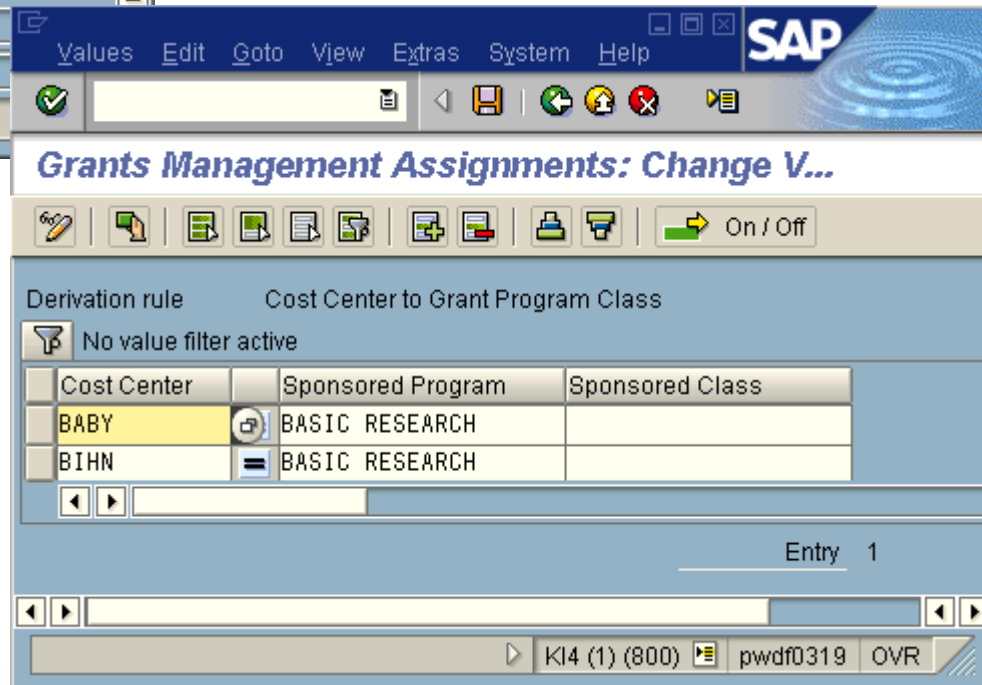 Values Edit Goto View Extras System Help
SAP
Grants Management Assignments: Change V...
On / Off
Derivation rule Cost Center to Grant Program Class
No value filter active
Cost Center Sponsored Program Sponsored Class
BABY BASIC RESEARCH
BIHN = BASIC RESEARCH
Entry 1
KI4 (1) (800) pwdf0319 OVR